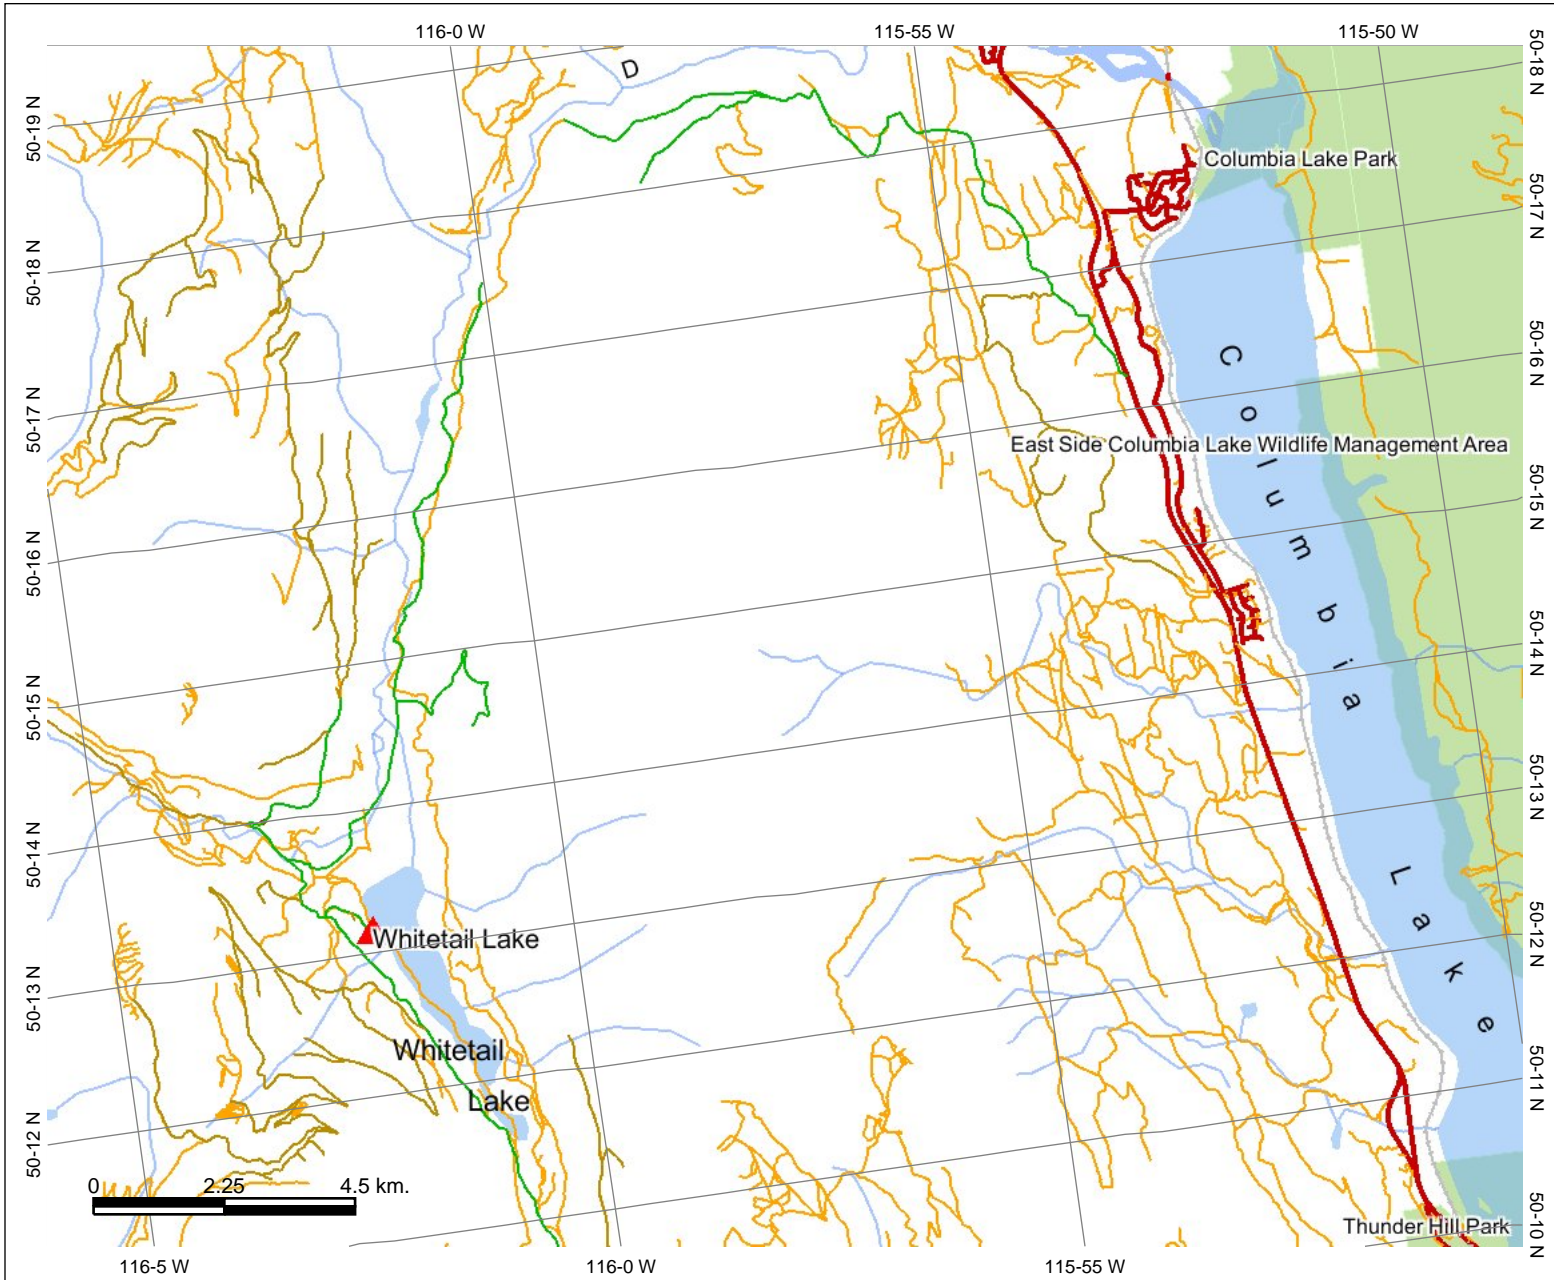 116-0 W
115-55 W
115-50 W
D
50-18 N
50-19 N
Columbia Lake Park
50-17 N
50-18 N
50-16 N
50-17 N
East Side Columbia Lake Wildlife Management Area
50-15 N
50-16 N
50-14 N
50-15 N
Columbia
50-13 N
50-14 N
Lake
50-12 N
Whitetail Lake
50-13 N
Whitetail
Lake
50-11 N
50-12 N
0 2.25 4.5 km.
Thunder Hill Park
50-10 N
116-5 W
116-0 W
115-55 W